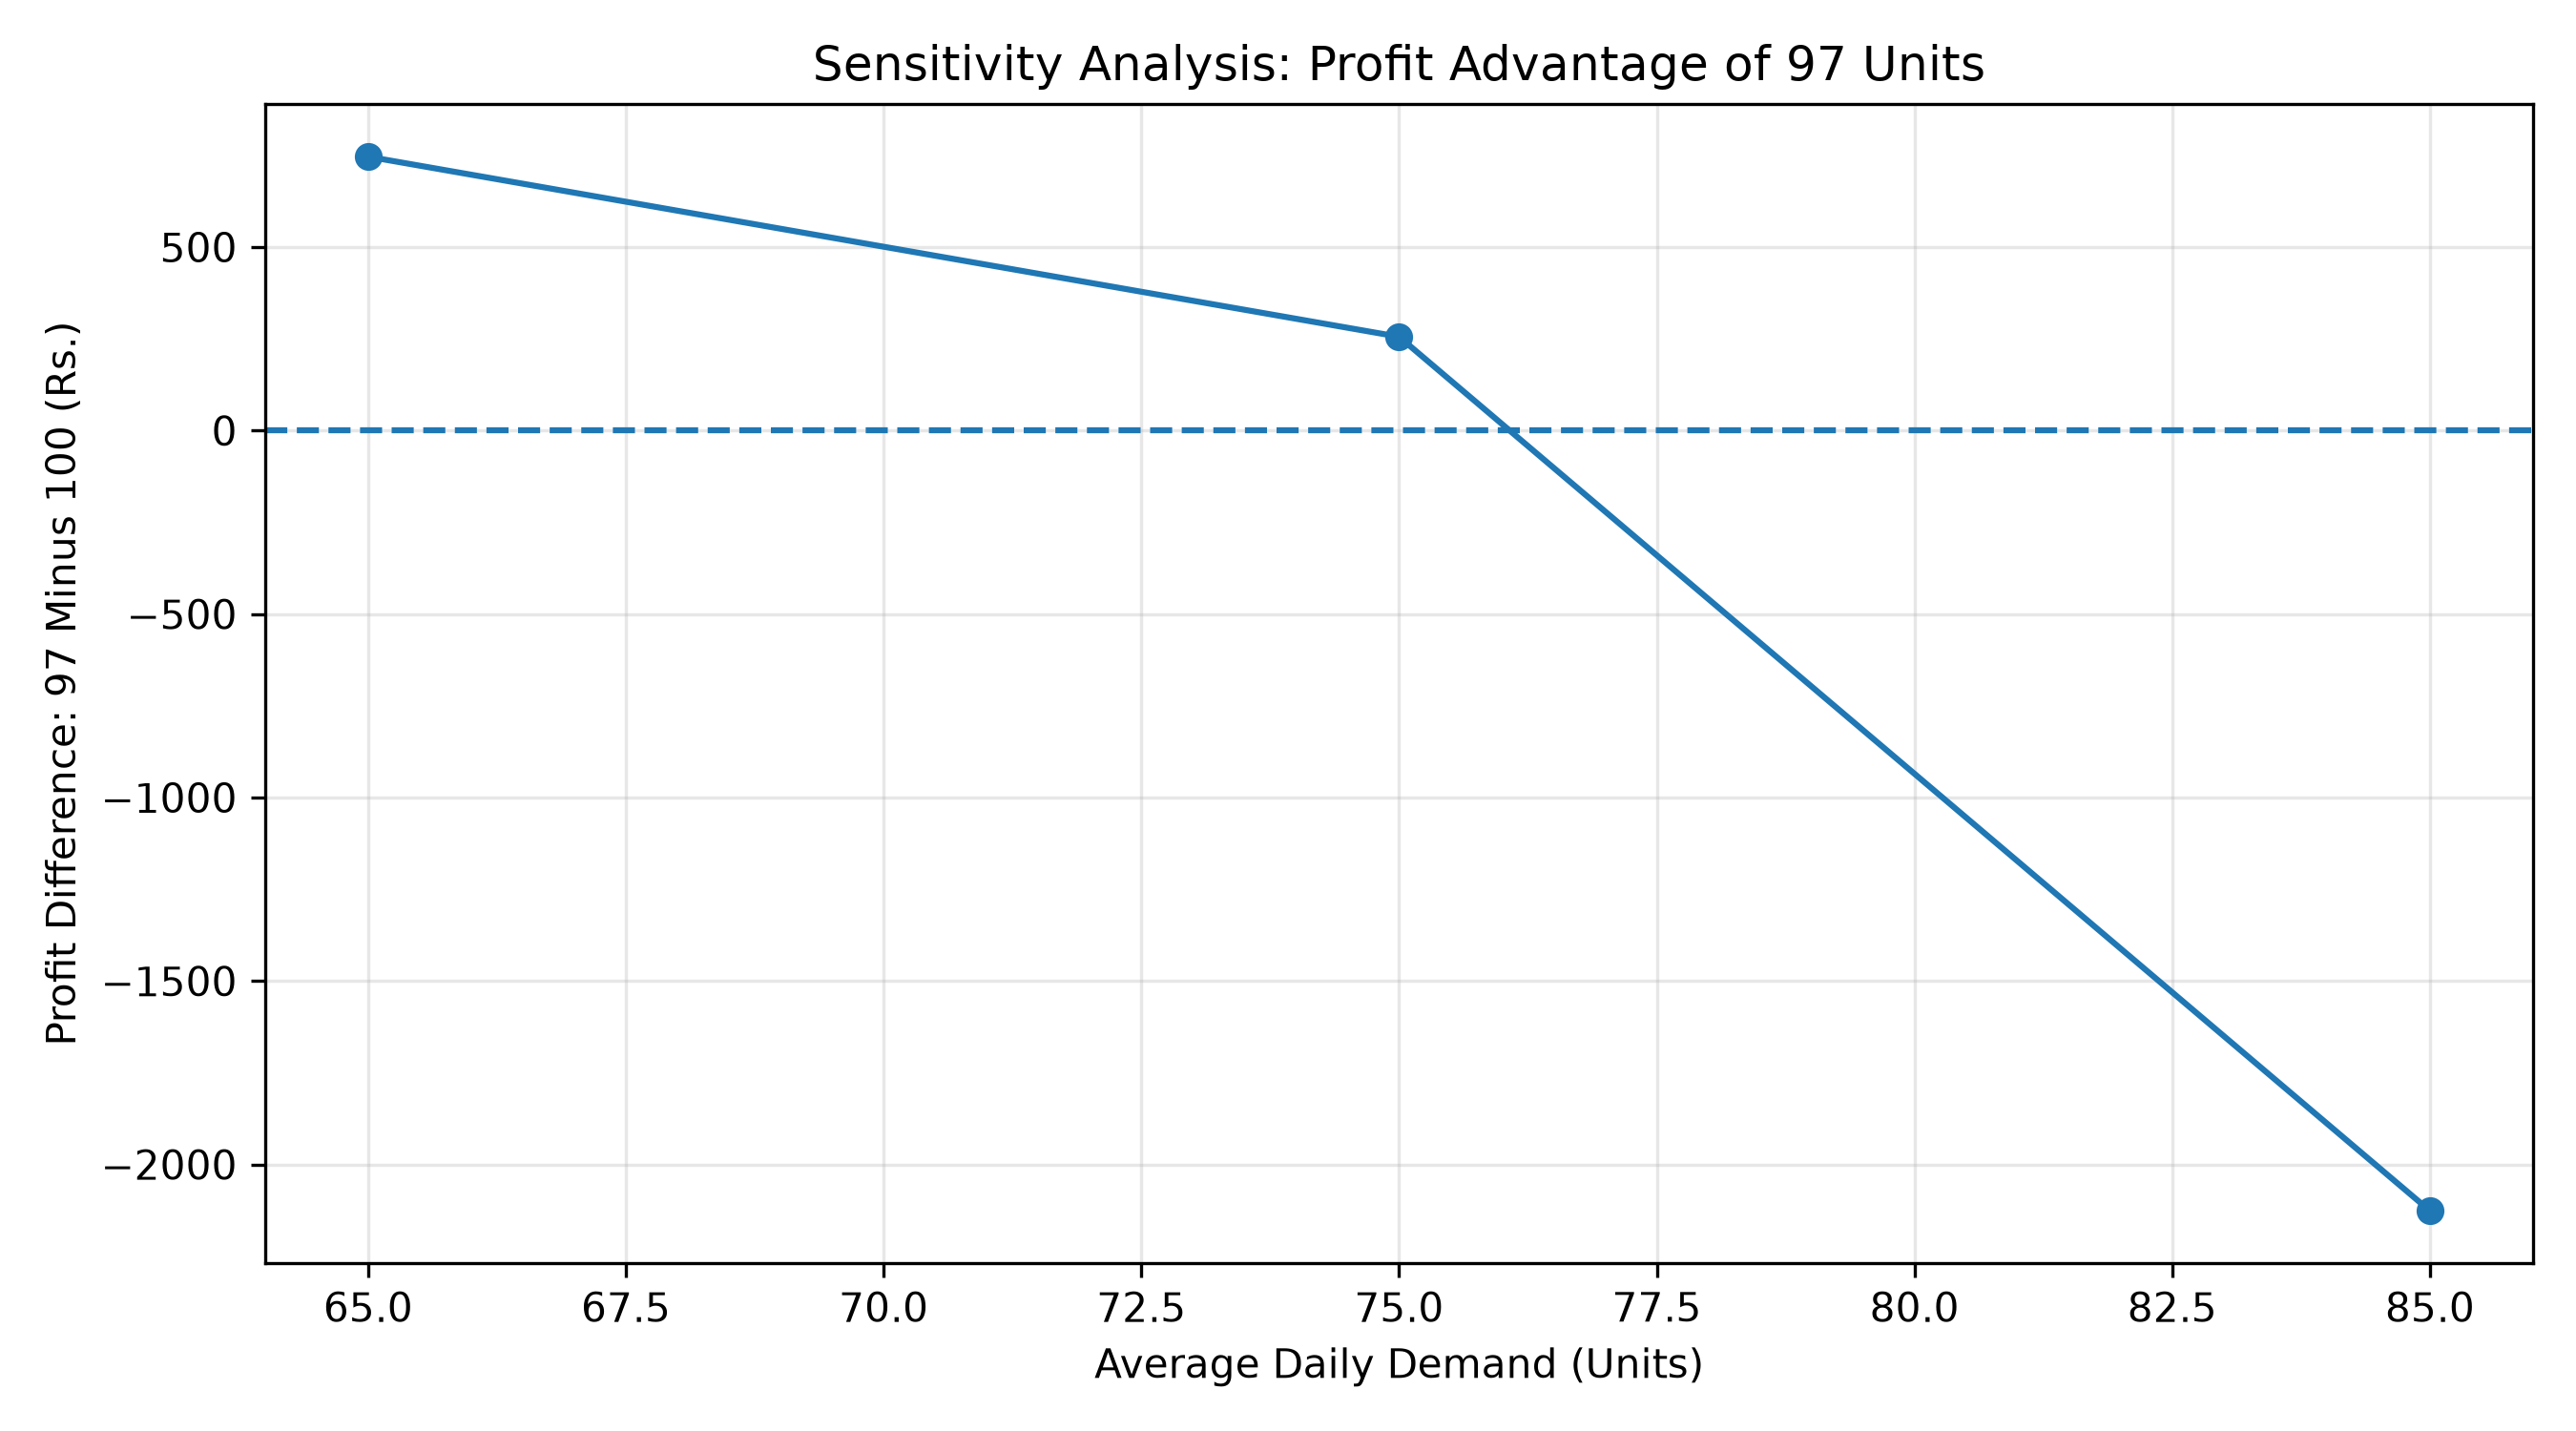 Sensitivity Analysis: Profit Advantage of 97 Units
Profit Difference: 97 Minus 100 (Rs.)
500
0
−500
−1000
−1500
−2000
65.0 67.5 70.0 72.5 75.0 77.5 80.0 82.5 85.0
Average Daily Demand (Units)